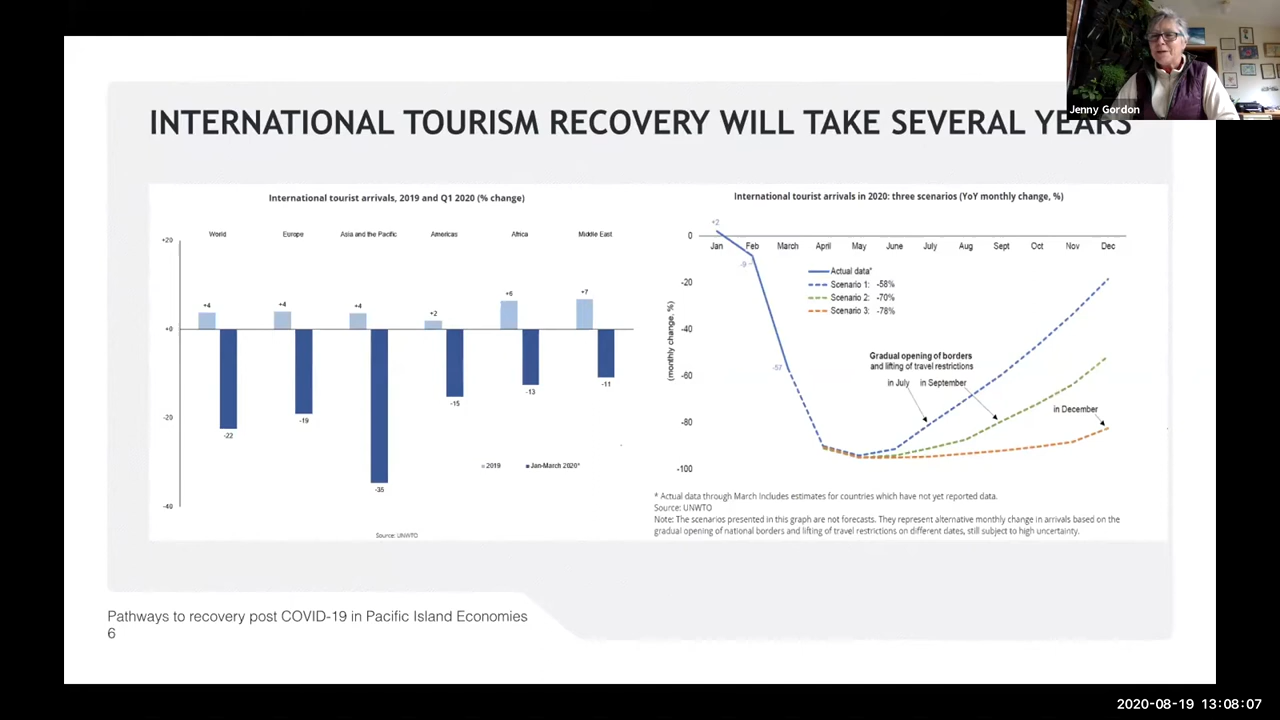 Jenny Gordon
INTERNATIONAL TOURISM RECOVERY WILL TAKE SEVERAL YEARS
International tourist arrivals, 2019 and Q1 2020 (% change)
World Europe Asia and the Pacific Americas Africa Middle East
+20
+4 +4 +4 +2 +6 +7
+0
-22 -19 -35 -15 -13 -11
-20
2019 Jan-March 2020*
-40
Source: UNWTO
International tourist arrivals in 2020: three scenarios (YoY monthly change, %)
+2
0
Jan Feb March April May June July Aug Sept Oct Nov Dec
-9
-20
-40
-57
-60
-80
-100
(monthly change, %)
Actual data*
Scenario 1: -58%
Scenario 2: -70%
Scenario 3: -78%
Gradual opening of borders
and lifting of travel restrictions
in July in September
in December
* Actual data through March includes estimates for countries which have not yet reported data.
Source: UNWTO
Note: The scenarios presented in this graph are not forecasts. They represent alternative monthly change in arrivals based on the
gradual opening of national borders and lifting of travel restrictions on different dates, still subject to high uncertainty.
Pathways to recovery post COVID-19 in Pacific Island Economies
6
2020-08-19 13:08:07